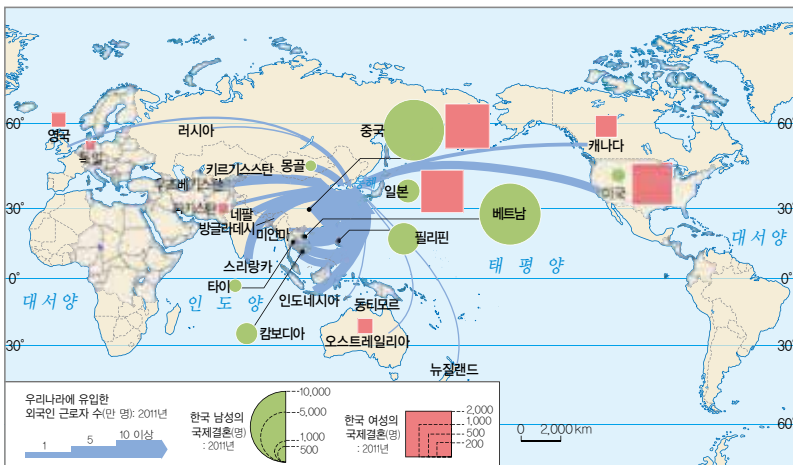 60°
30°
0°
30°
60°
30°
0°
30°
60°
영국
러시아
중국
캐나다
키르기스스탄
몽골
일본
네팔
방글라데시
미얀마
베트남
필리핀
스리랑카
타이
인도네시아
동티모르
캄보디아
오스트레일리아
뉴질랜드
대서양
인도양
태평양
대서양
우리나라에 유입한
외국인 근로자 수(만 명): 2011년
1 5 10 이상
한국 남성의
국제결혼(명)
: 2011년
10,000
5,000
1,000
500
한국 여성의
국제결혼(명)
: 2011년
2,000
1,000
500
200
0 2,000 km